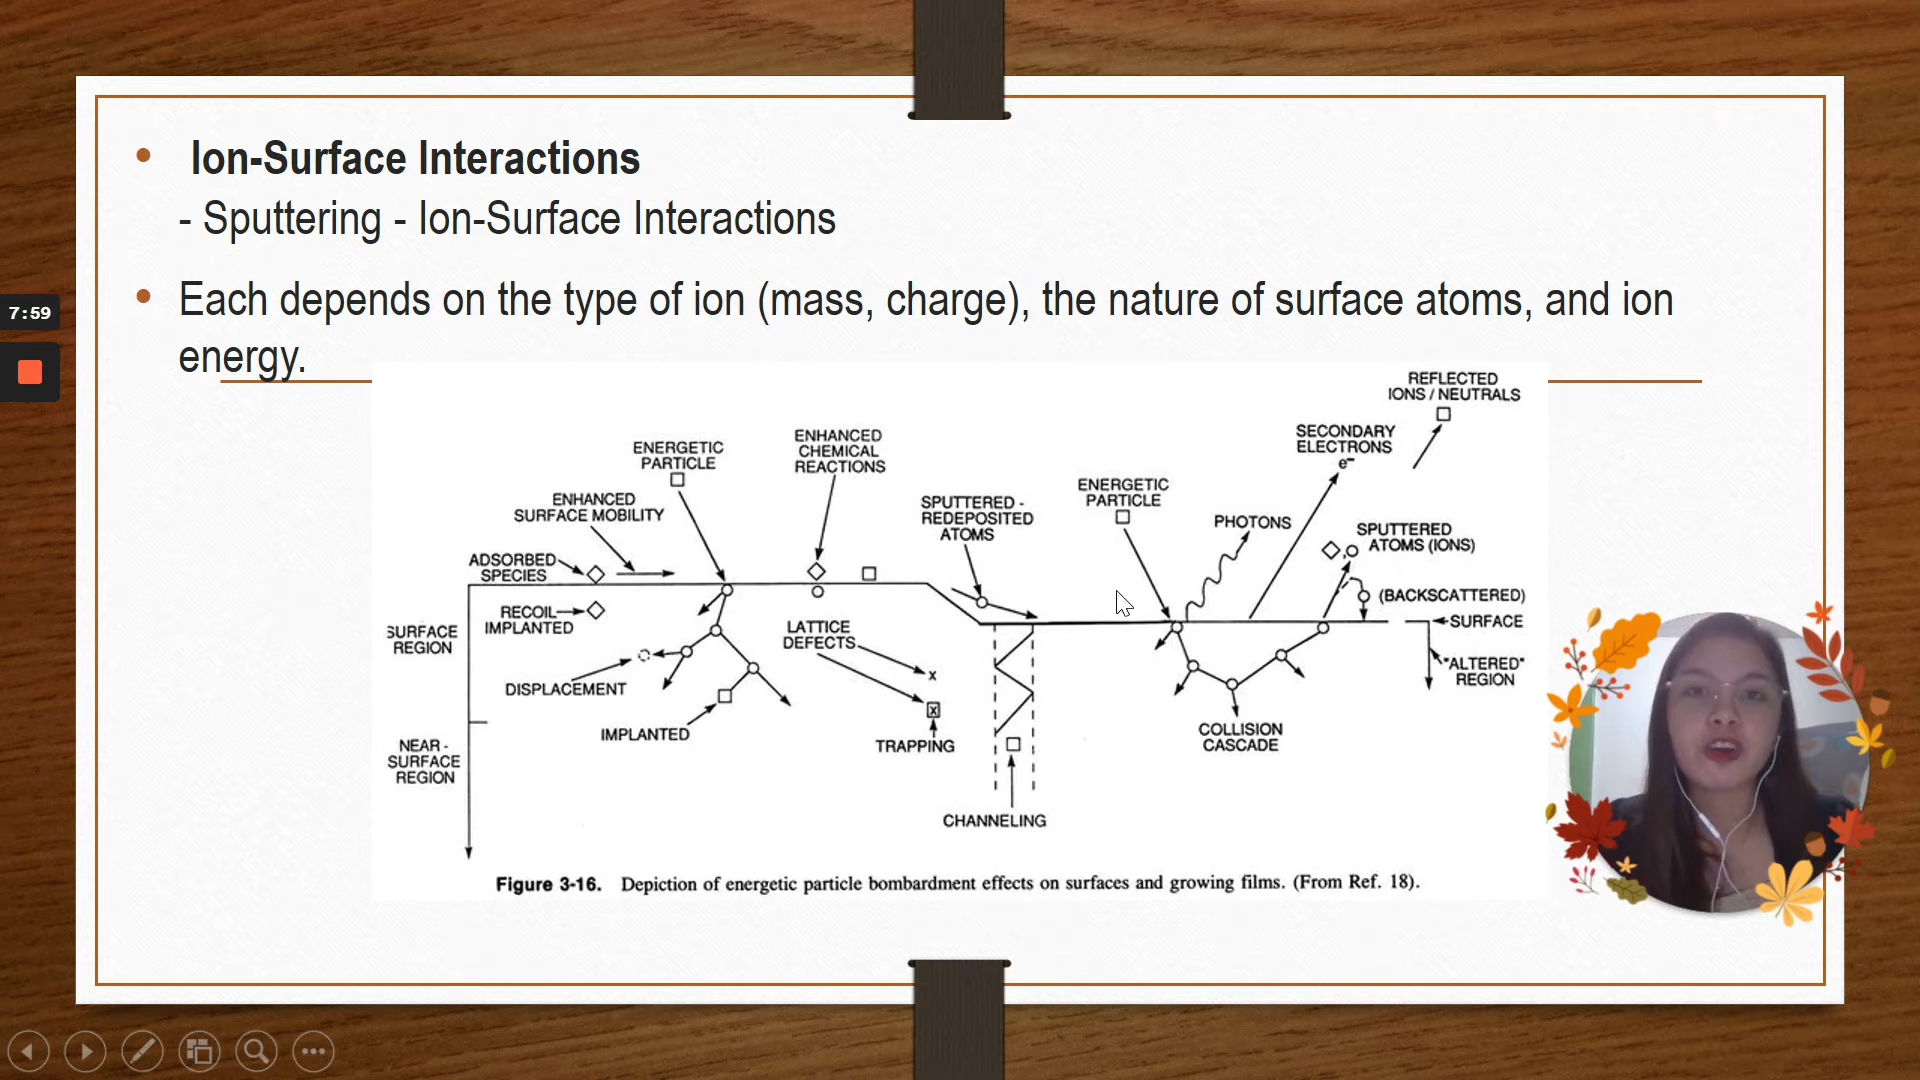 Ion-Surface Interactions
- Sputtering - Ion-Surface Interactions
Each depends on the type of ion (mass, charge), the nature of surface atoms, and ion
energy.
7:59
REFLECTED
IONS / NEUTRALS
SECONDARY
ELECTRONS
e⁻
ENERGETIC
PARTICLE
ENHANCED
CHEMICAL
REACTIONS
ENHANCED
SURFACE MOBILITY
SPUTTERED -
REDEPOSITED
ATOMS
ENERGETIC
PARTICLE
PHOTONS
SPUTTERED
ATOMS (IONS)
ADSORBED
SPECIES
(BACKSCATTERED)
RECOIL
IMPLANTED
SURFACE
SURFACE
REGION
LATTICE
DEFECTS
x
"ALTERED"
REGION
DISPLACEMENT
x
IMPLANTED
TRAPPING
COLLISION
CASCADE
NEAR -
SURFACE
REGION
CHANNELING
Figure 3-16. Depiction of energetic particle bombardment effects on surfaces and growing films. (From Ref. 18).